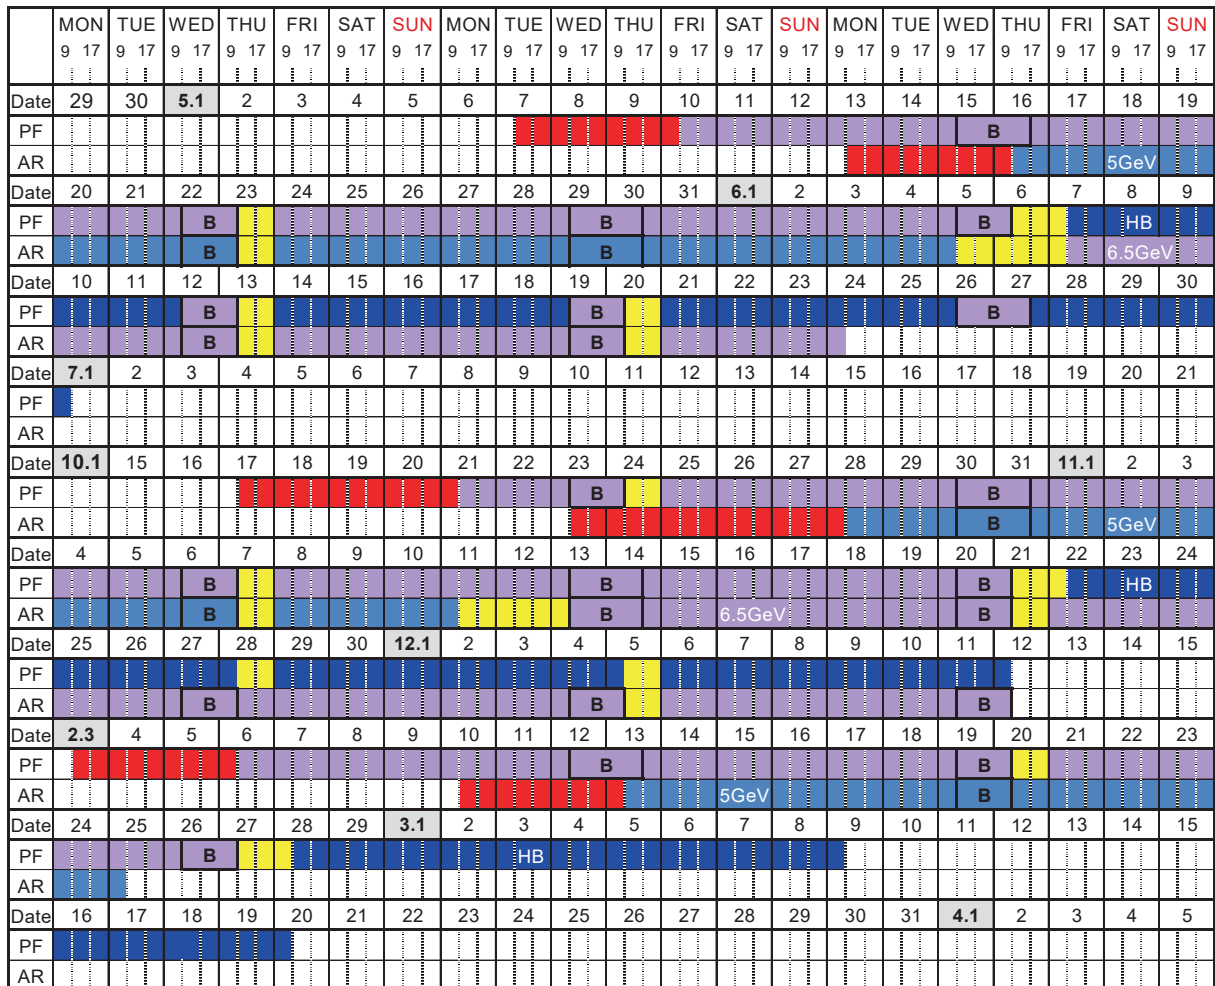 MON TUE WED THU FRI SAT SUN MON TUE WED THU FRI SAT SUN MON TUE WED THU FRI SAT SUN
9 17 9 17 9 17 9 17 9 17 9 17 9 17 9 17 9 17 9 17 9 17 9 17 9 17 9 17 9 17 9 17 9 17 9 17 9 17 9 17 9 17
Date 29 30 5.1 2 3 4 5 6 7 8 9 10 11 12 13 14 15 16 17 18 19
PF B
AR 5GeV
Date 20 21 22 23 24 25 26 27 28 29 30 31 6.1 2 3 4 5 6 7 8 9
PF B B B HB
AR B B 6.5GeV
Date 10 11 12 13 14 15 16 17 18 19 20 21 22 23 24 25 26 27 28 29 30
PF B B B
AR B B
Date 7.1 2 3 4 5 6 7 8 9 10 11 12 13 14 15 16 17 18 19 20 21
PF
AR
Date 10.1 15 16 17 18 19 20 21 22 23 24 25 26 27 28 29 30 31 11.1 2 3
PF B B
AR B 5GeV
Date 4 5 6 7 8 9 10 11 12 13 14 15 16 17 18 19 20 21 22 23 24
PF B B B HB
AR B B 6.5GeV B
Date 25 26 27 28 29 30 12.1 2 3 4 5 6 7 8 9 10 11 12 13 14 15
PF
AR B B B
Date 2.3 4 5 6 7 8 9 10 11 12 13 14 15 16 17 18 19 20 21 22 23
PF B B
AR 5GeV B
Date 24 25 26 27 28 29 3.1 2 3 4 5 6 7 8 9 10 11 12 13 14 15
PF B HB
AR
Date 16 17 18 19 20 21 22 23 24 25 26 27 28 29 30 31 4.1 2 3 4 5
PF
AR